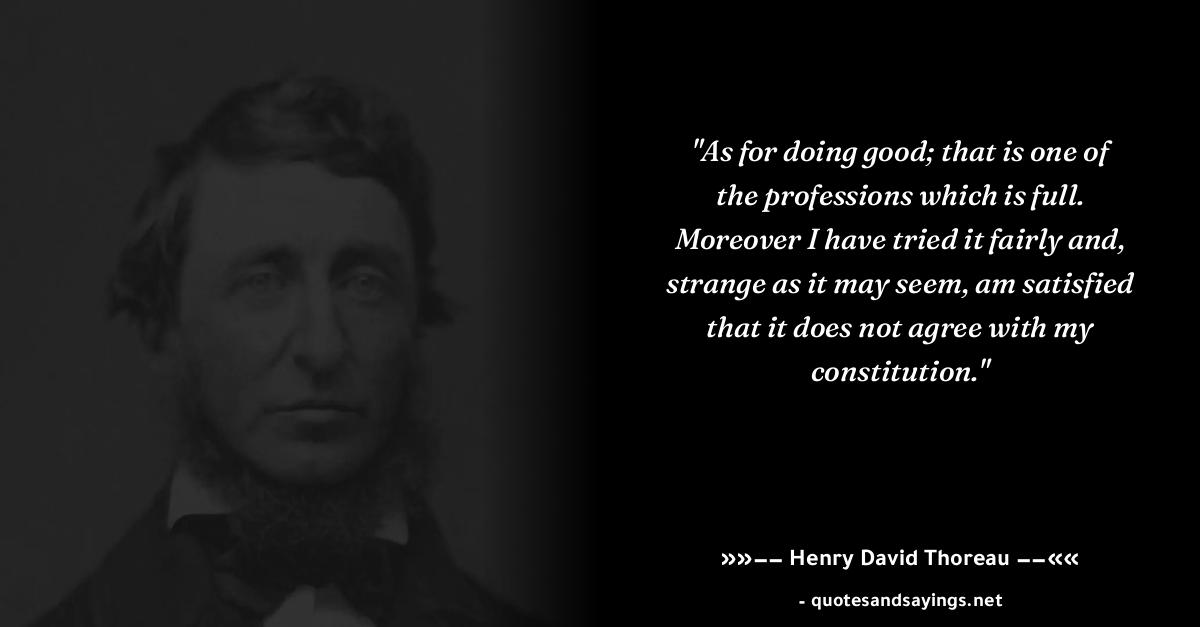 "As for doing good; that is one of
the professions which is full.
Moreover I have tried it fairly and,
strange as it may seem, am satisfied
that it does not agree with my
constitution."
»»−− Henry David Thoreau −−««
- quotesandsayings.net